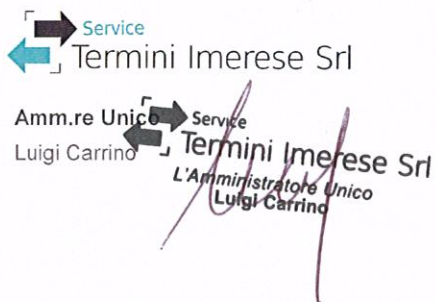 Service
Termini Imerese Srl
Amm.re Unico
Luigi Carrino
Service
Termini Imerese Srl
L'Amministratore Unico
Luigi Carrino